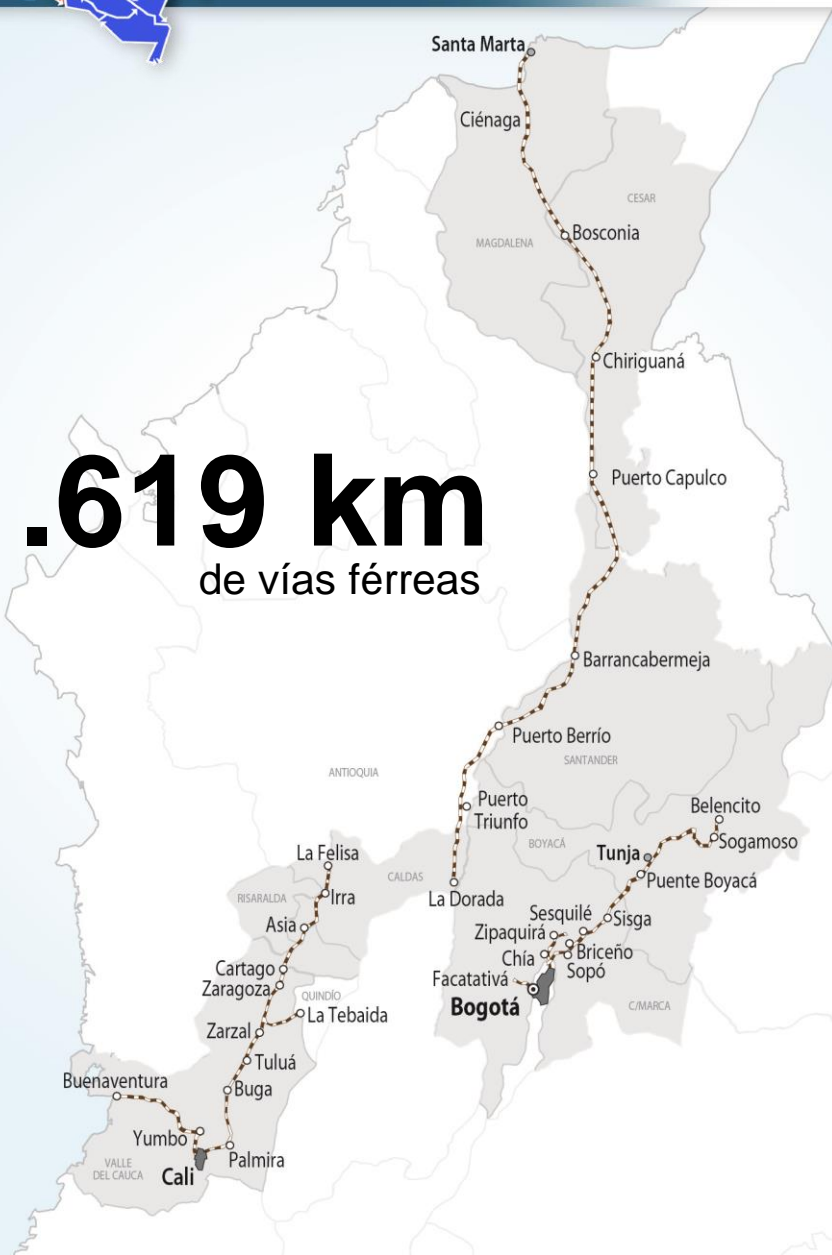 Santa Marta
Ciénaga
CESAR
MAGDALENA
Bosconia
Chiriguaná
.619 km
de vías férreas
Puerto Capulco
Barrancabermeja
Puerto Berrío
SANTANDER
ANTIOQUIA
Puerto
Triunfo
Belencito
BOYACÁ
Sogamoso
Tunja
La Felisa
CALDAS
Puente Boyacá
La Dorada
RISARALDA
Irra
Sesquilé
Sisga
Asia
Zipaquirá
Briceño
Chía
Sopó
Cartago
Facatativá
Zaragoza
QUINDÍO
Bogotá
C/MARCA
La Tebaida
Zarzal
Tuluá
Buenaventura
Buga
Yumbo
Palmira
VALLE
DEL CAUCA
Cali